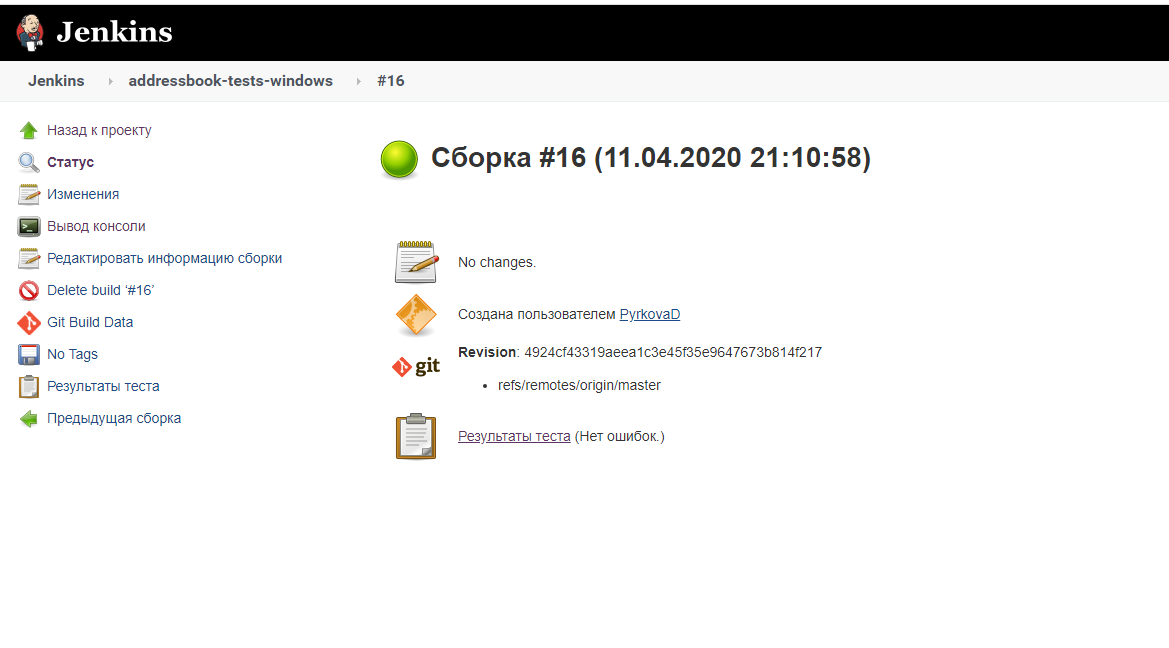 Jenkins
Jenkins addressbook-tests-windows #16
Назад к проекту
Статус
Изменения
Вывод консоли
Редактировать информацию сборки
Delete build ‘#16’
Git Build Data
No Tags
Результаты теста
Предыдущая сборка
Сборка #16 (11.04.2020 21:10:58)
No changes.
Создана пользователем PyrkovaD
git
Revision: 4924cf43319aeea1c3e45f35e9647673b814f217
refs/remotes/origin/master
Результаты теста (Нет ошибок.)